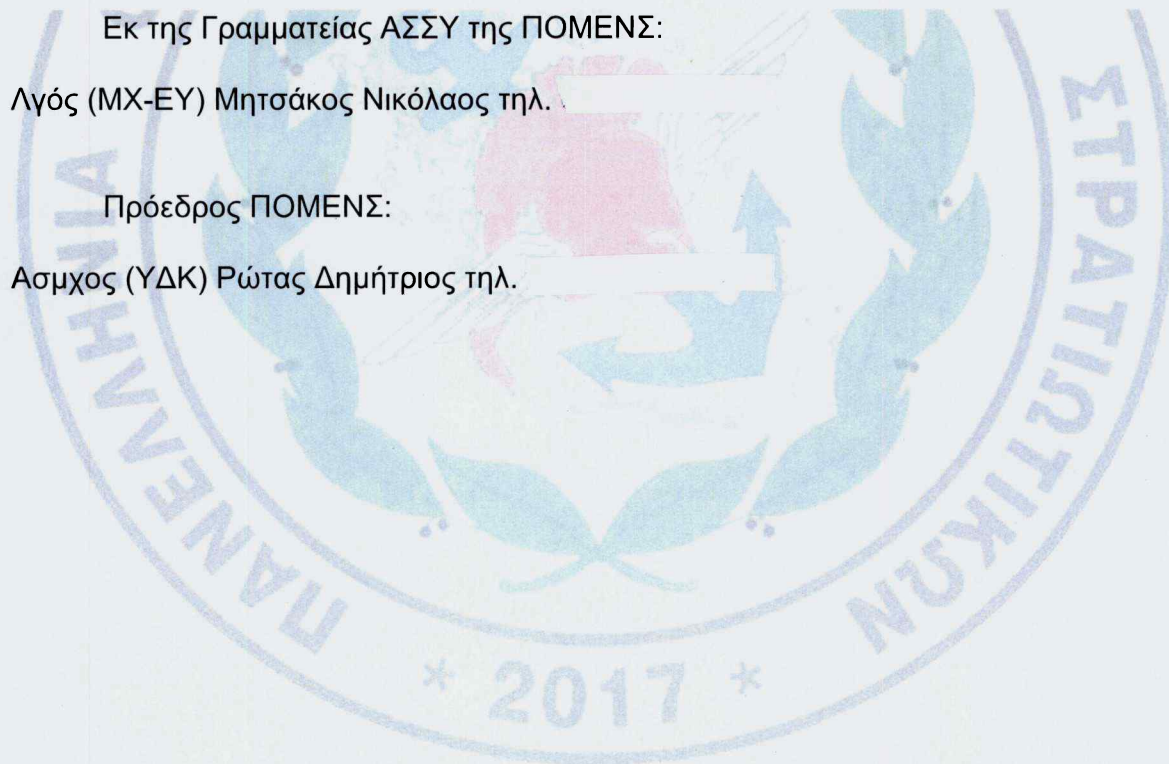 Εκ της Γραμματείας ΑΣΣΥ της ΠΟΜΕΝΣ:
Λγός (ΜΧ-ΕΥ) Μητσάκος Νικόλαος τηλ.
Πρόεδρος ΠΟΜΕΝΣ:
Ασμχος (ΥΔΚ) Ρώτας Δημήτριος τηλ.
ΠΑΝΕΛΛΗΝΙΑ
ΣΤΡΑΤΙΩΤΙΚΩΝ
* 2017 *